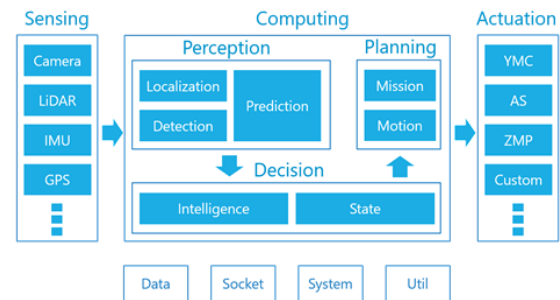 Sensing
Computing
Actuation
Perception
Planning
Camera
LiDAR
IMU
GPS
Localization
Detection
Prediction
Mission
Motion
Decision
Intelligence
State
YMC
AS
ZMP
Custom
Data
Socket
System
Util